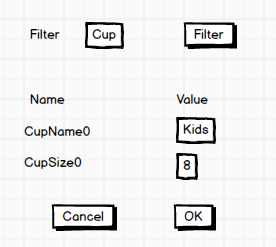 Filter Cup Filter
Name Value
CupName0 Kids
CupSize0 8
Cancel OK